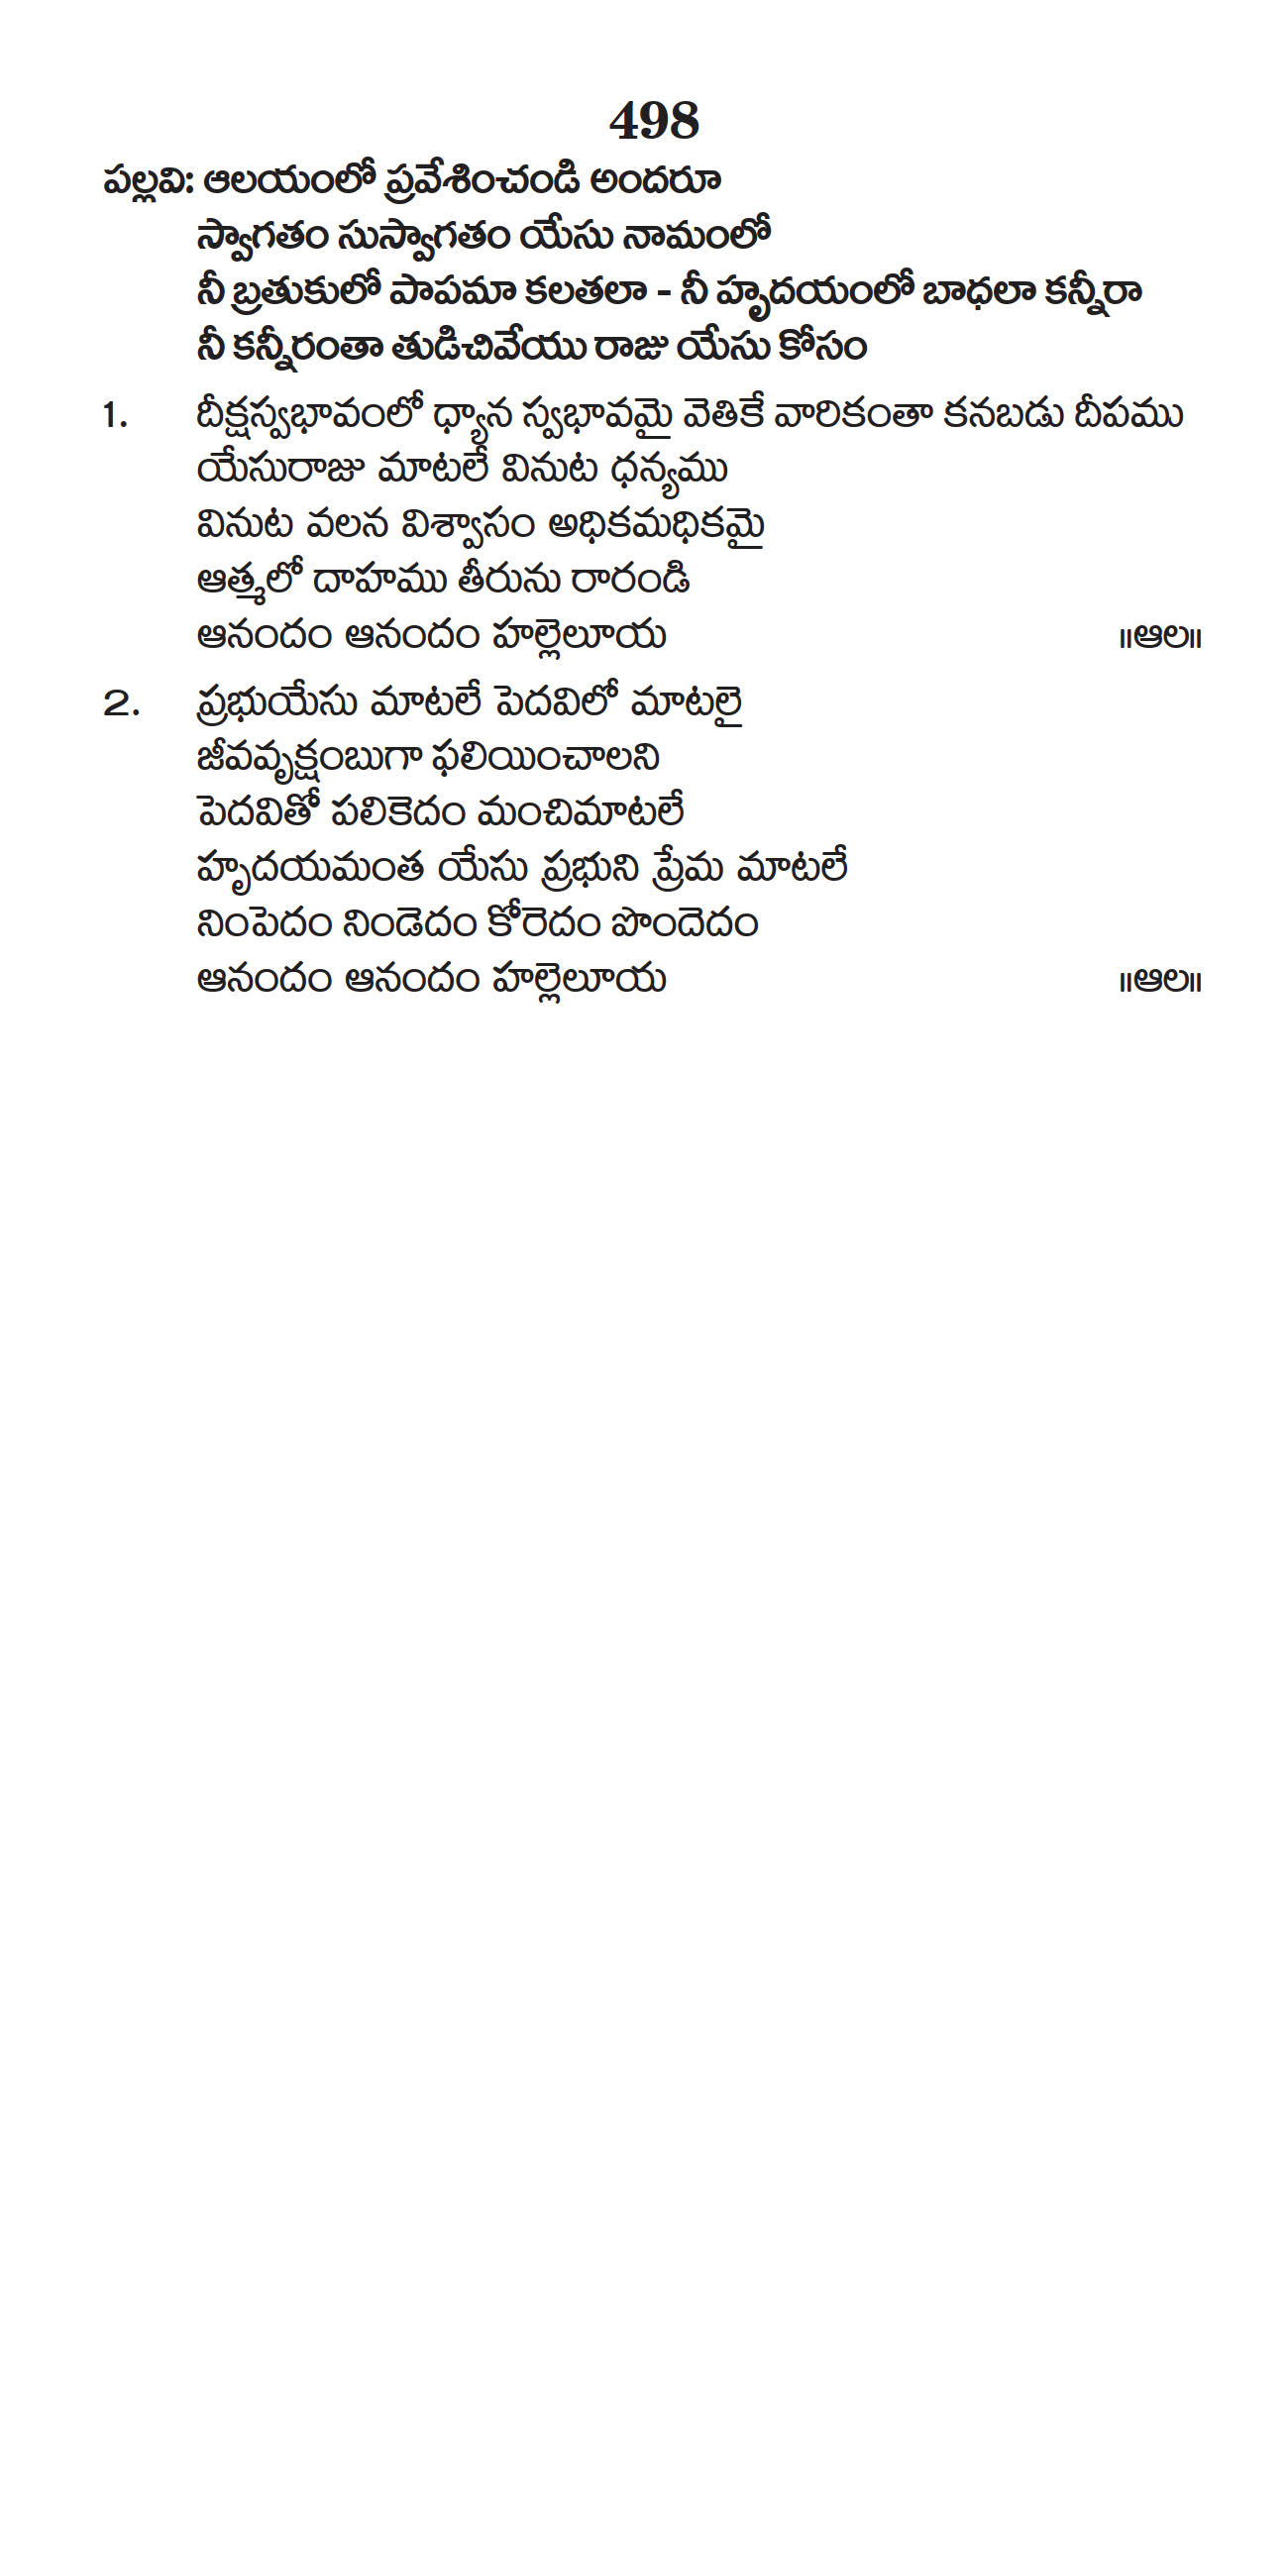 498
పల్లవి: ఆలయంలో ప్రవేశించండి అందరూ
స్వాగతం సుస్వాగతం యేసు నామంలో
నీ బ్రతుకులో పాపమా కలతలా - నీ హృదయంలో బాధలా కన్నీరా
నీ కన్నీరంతా తుడిచివేయు రాజు యేసు కోసం
1. దీక్షస్వభావంలో ధ్యాన స్వభావమై వెతికే వారికంతా కనబడు దీపము
యేసురాజు మాటలే వినుట ధన్యము
వినుట వలన విశ్వాసం అధికమధికమై
ఆత్మలో దాహము తీరును రారండి
ఆనందం ఆనందం హల్లెలూయ ॥ఆల॥
2. ప్రభుయేసు మాటలే పెదవిలో మాటలై
జీవవృక్షంబుగా ఫలియించాలని
పెదవితో పలికెదం మంచిమాటలే
హృదయమంత యేసు ప్రభుని ప్రేమ మాటలే
నింపెదం నిండెదం కోరెదం పొందెదం
ఆనందం ఆనందం హల్లెలూయ ॥ఆల॥